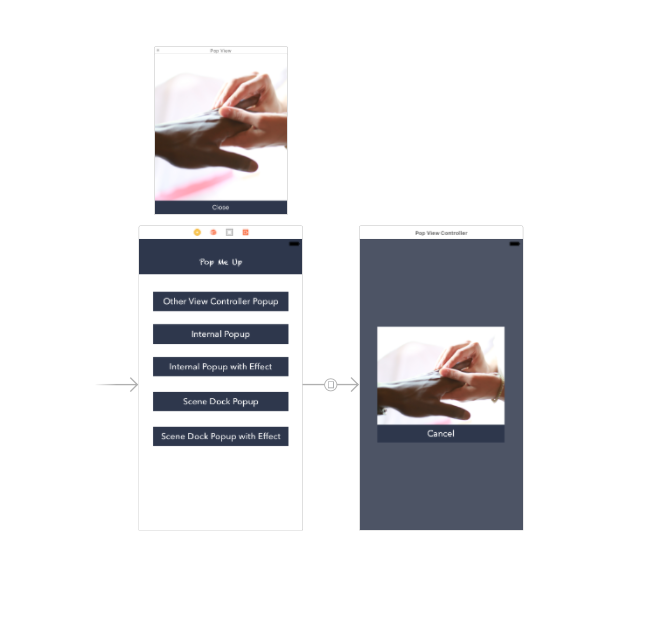 Pop View
Close
Pop Me Up
Other View Controller Popup
Internal Popup
Internal Popup with Effect
Scene Dock Popup
Scene Dock Popup with Effect
Pop View Controller
Cancel